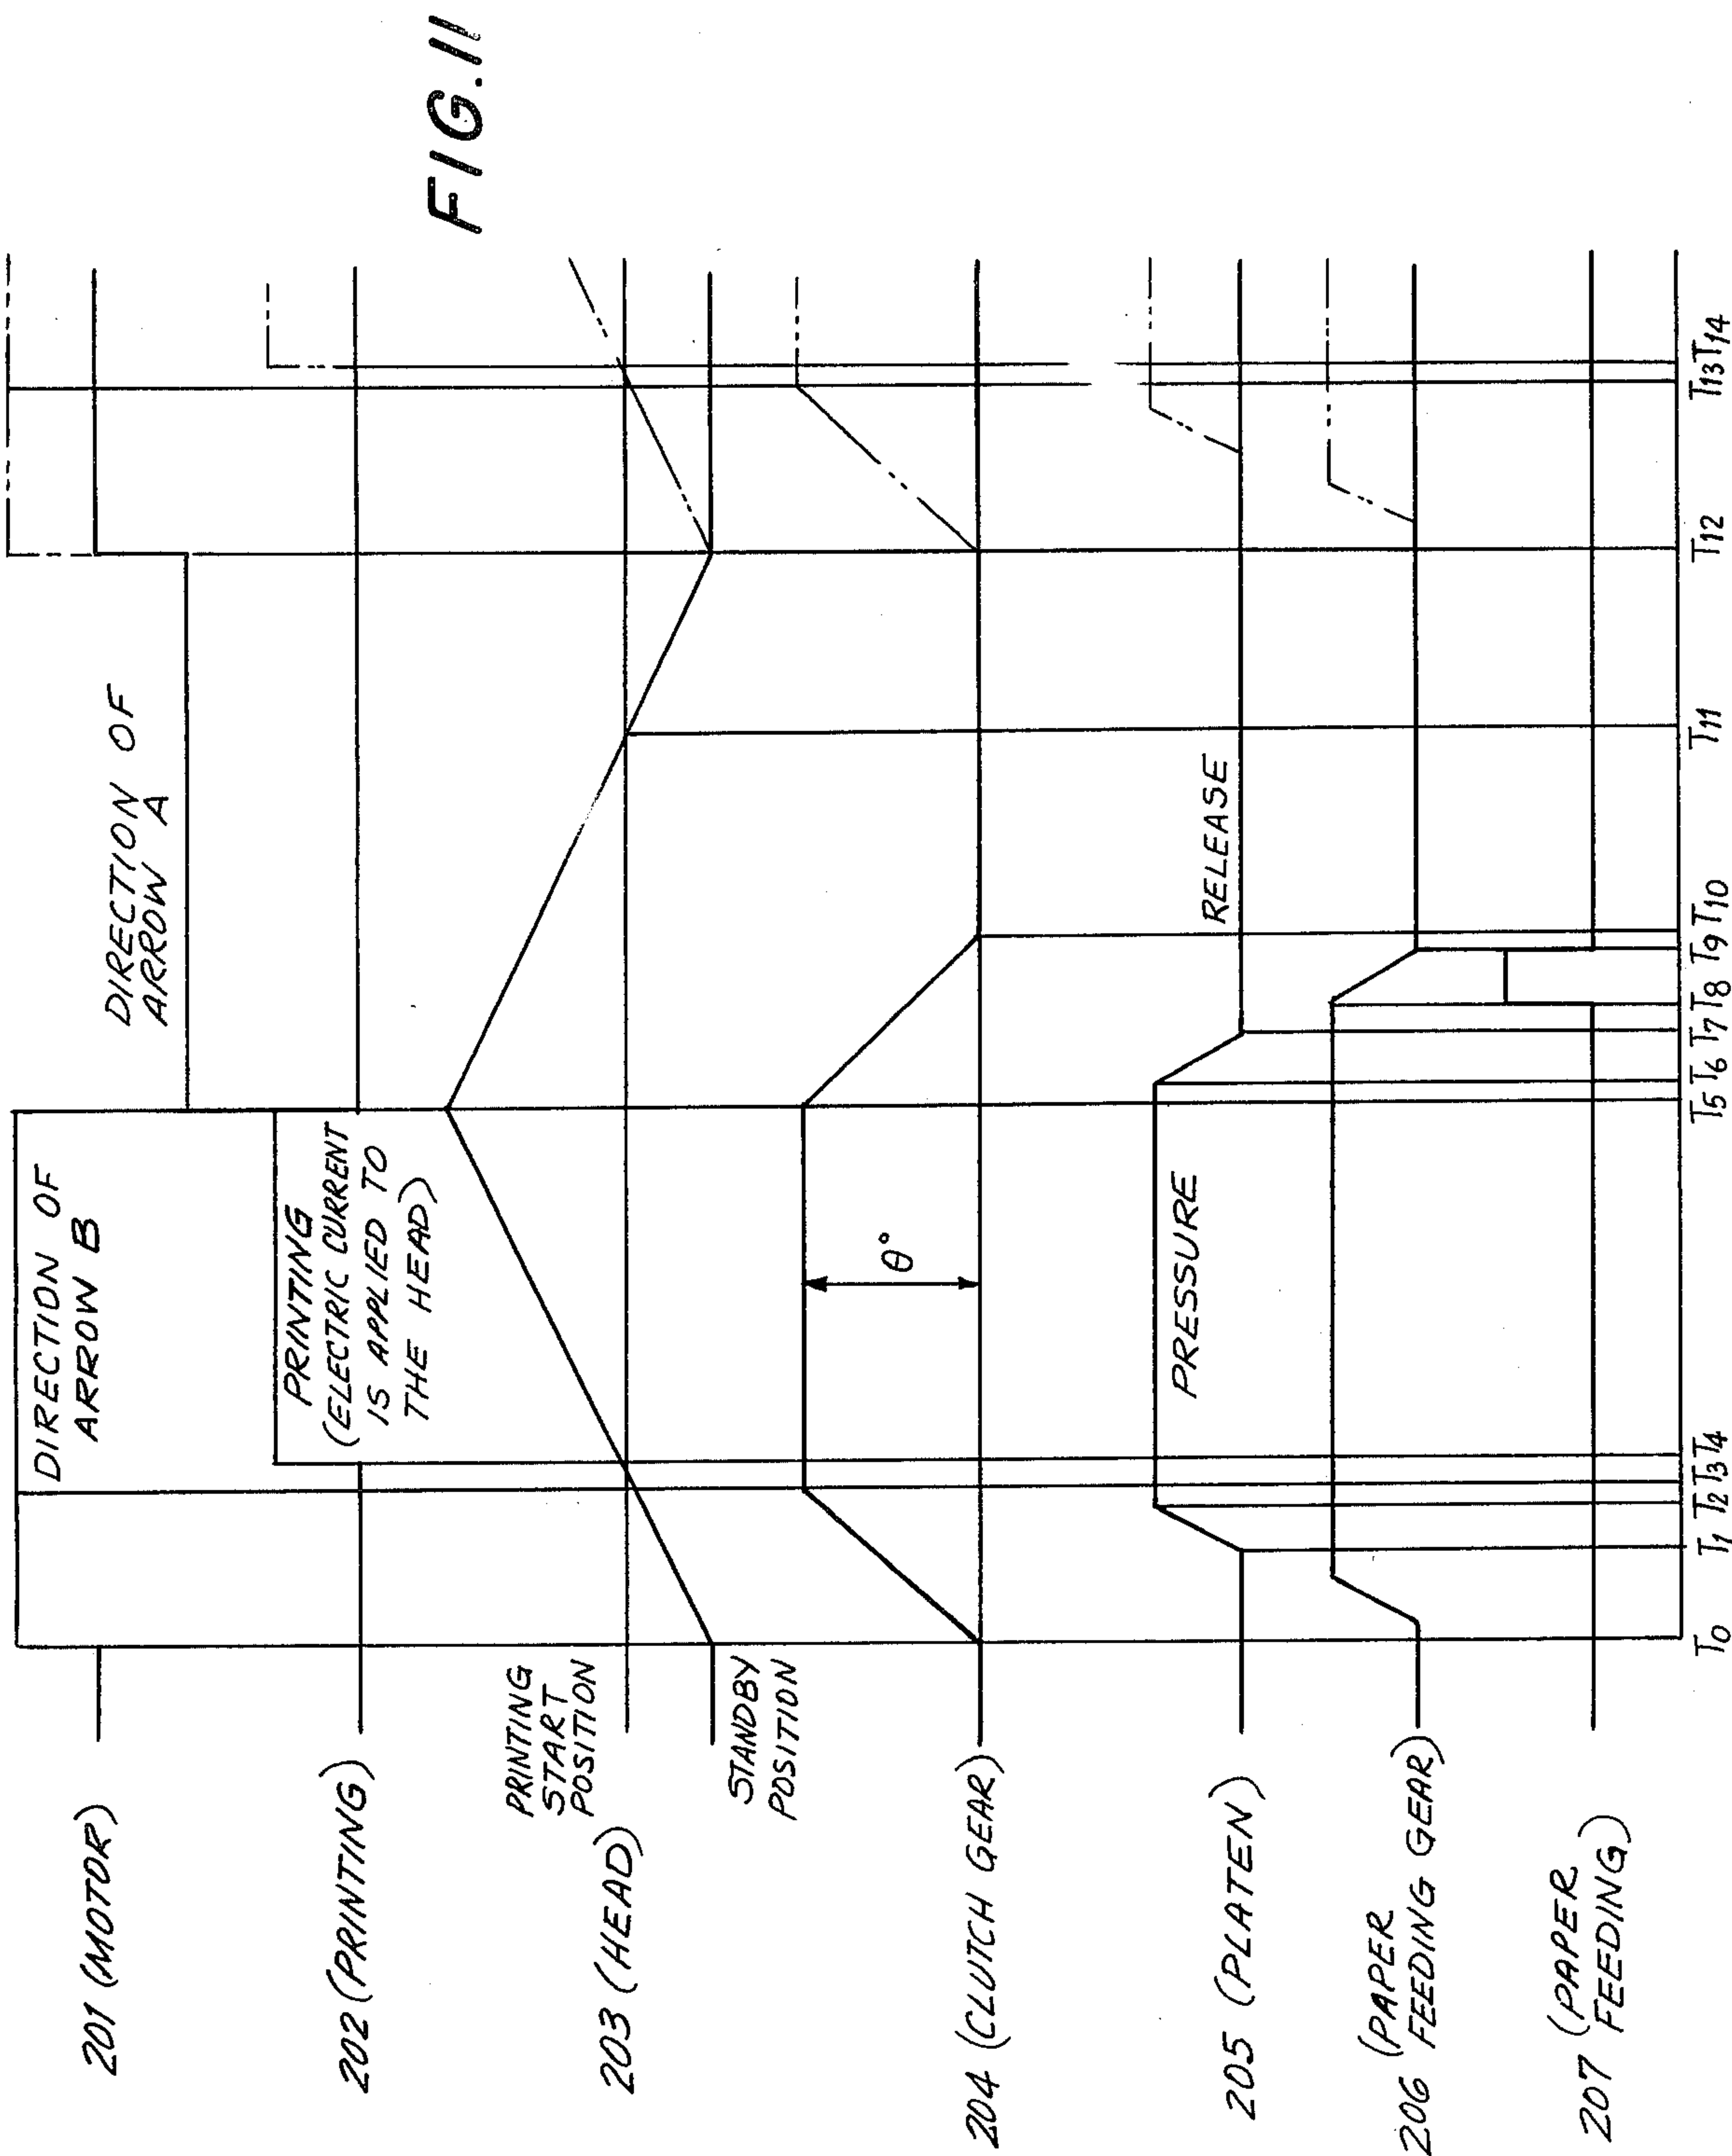 FIG.11
201 (MOTOR)
DIRECTION OF
ARROW B
DIRECTION OF
ARROW A
202 (PRINTING)
PRINTING
(ELECTRIC CURRENT
IS APPLIED TO
THE HEAD)
PRINTING
START
POSITION
203 (HEAD)
STANDBY
POSITION
204 (CLUTCH GEAR)
θ°
205 (PLATEN)
PRESSURE
RELEASE
206 (PAPER
FEEDING GEAR)
207 (PAPER
FEEDING)
T0 T1 T2 T3 T4 T5 T6 T7 T8 T9 T10 T11 T12 T13 T14